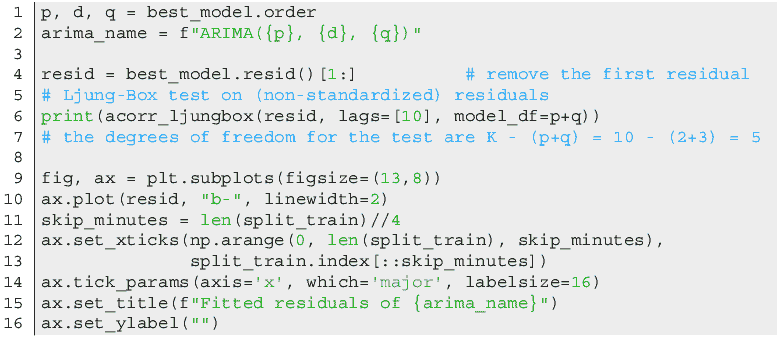 1 p, d, q = best_model.order
2 arima_name = f"ARIMA({p}, {d}, {q})"
3
4 resid = best_model.resid()[1:]           # remove the first residual
5 # Ljung-Box test on (non-standardized) residuals
6 print(acorr_ljungbox(resid, lags=[10], model_df=p+q))
7 # the degrees of freedom for the test are K - (p+q) = 10 - (2+3) = 5
8
9 fig, ax = plt.subplots(figsize=(13,8))
10 ax.plot(resid, "b-", linewidth=2)
11 skip_minutes = len(split_train)//4
12 ax.set_xticks(np.arange(0, len(split_train), skip_minutes),
13               split_train.index[::skip_minutes])
14 ax.tick_params(axis='x', which='major', labelsize=16)
15 ax.set_title(f"Fitted residuals of {arima_name}")
16 ax.set_ylabel("")